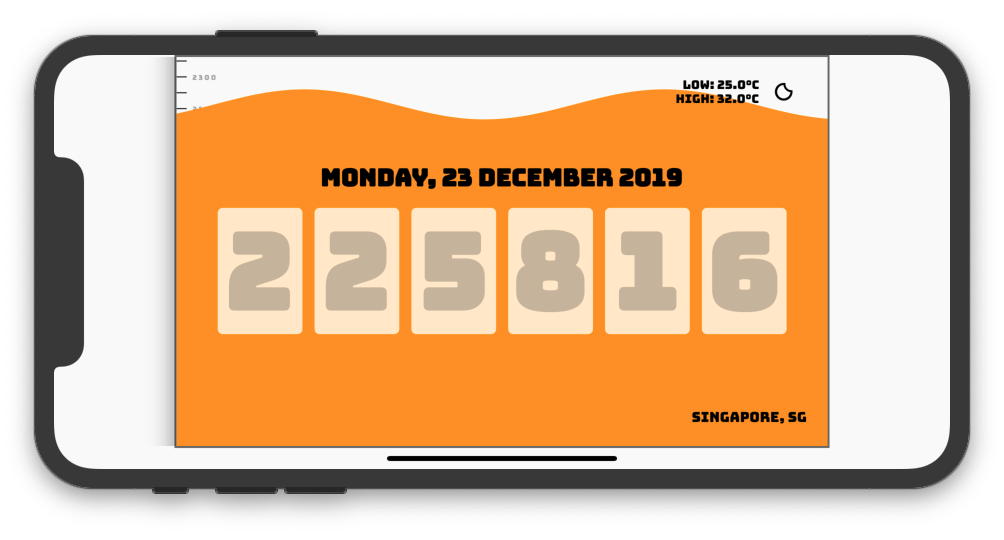 2300
LOW: 25.0°C
HIGH: 32.0°C
MONDAY, 23 DECEMBER 2019
225816
SINGAPORE, SG